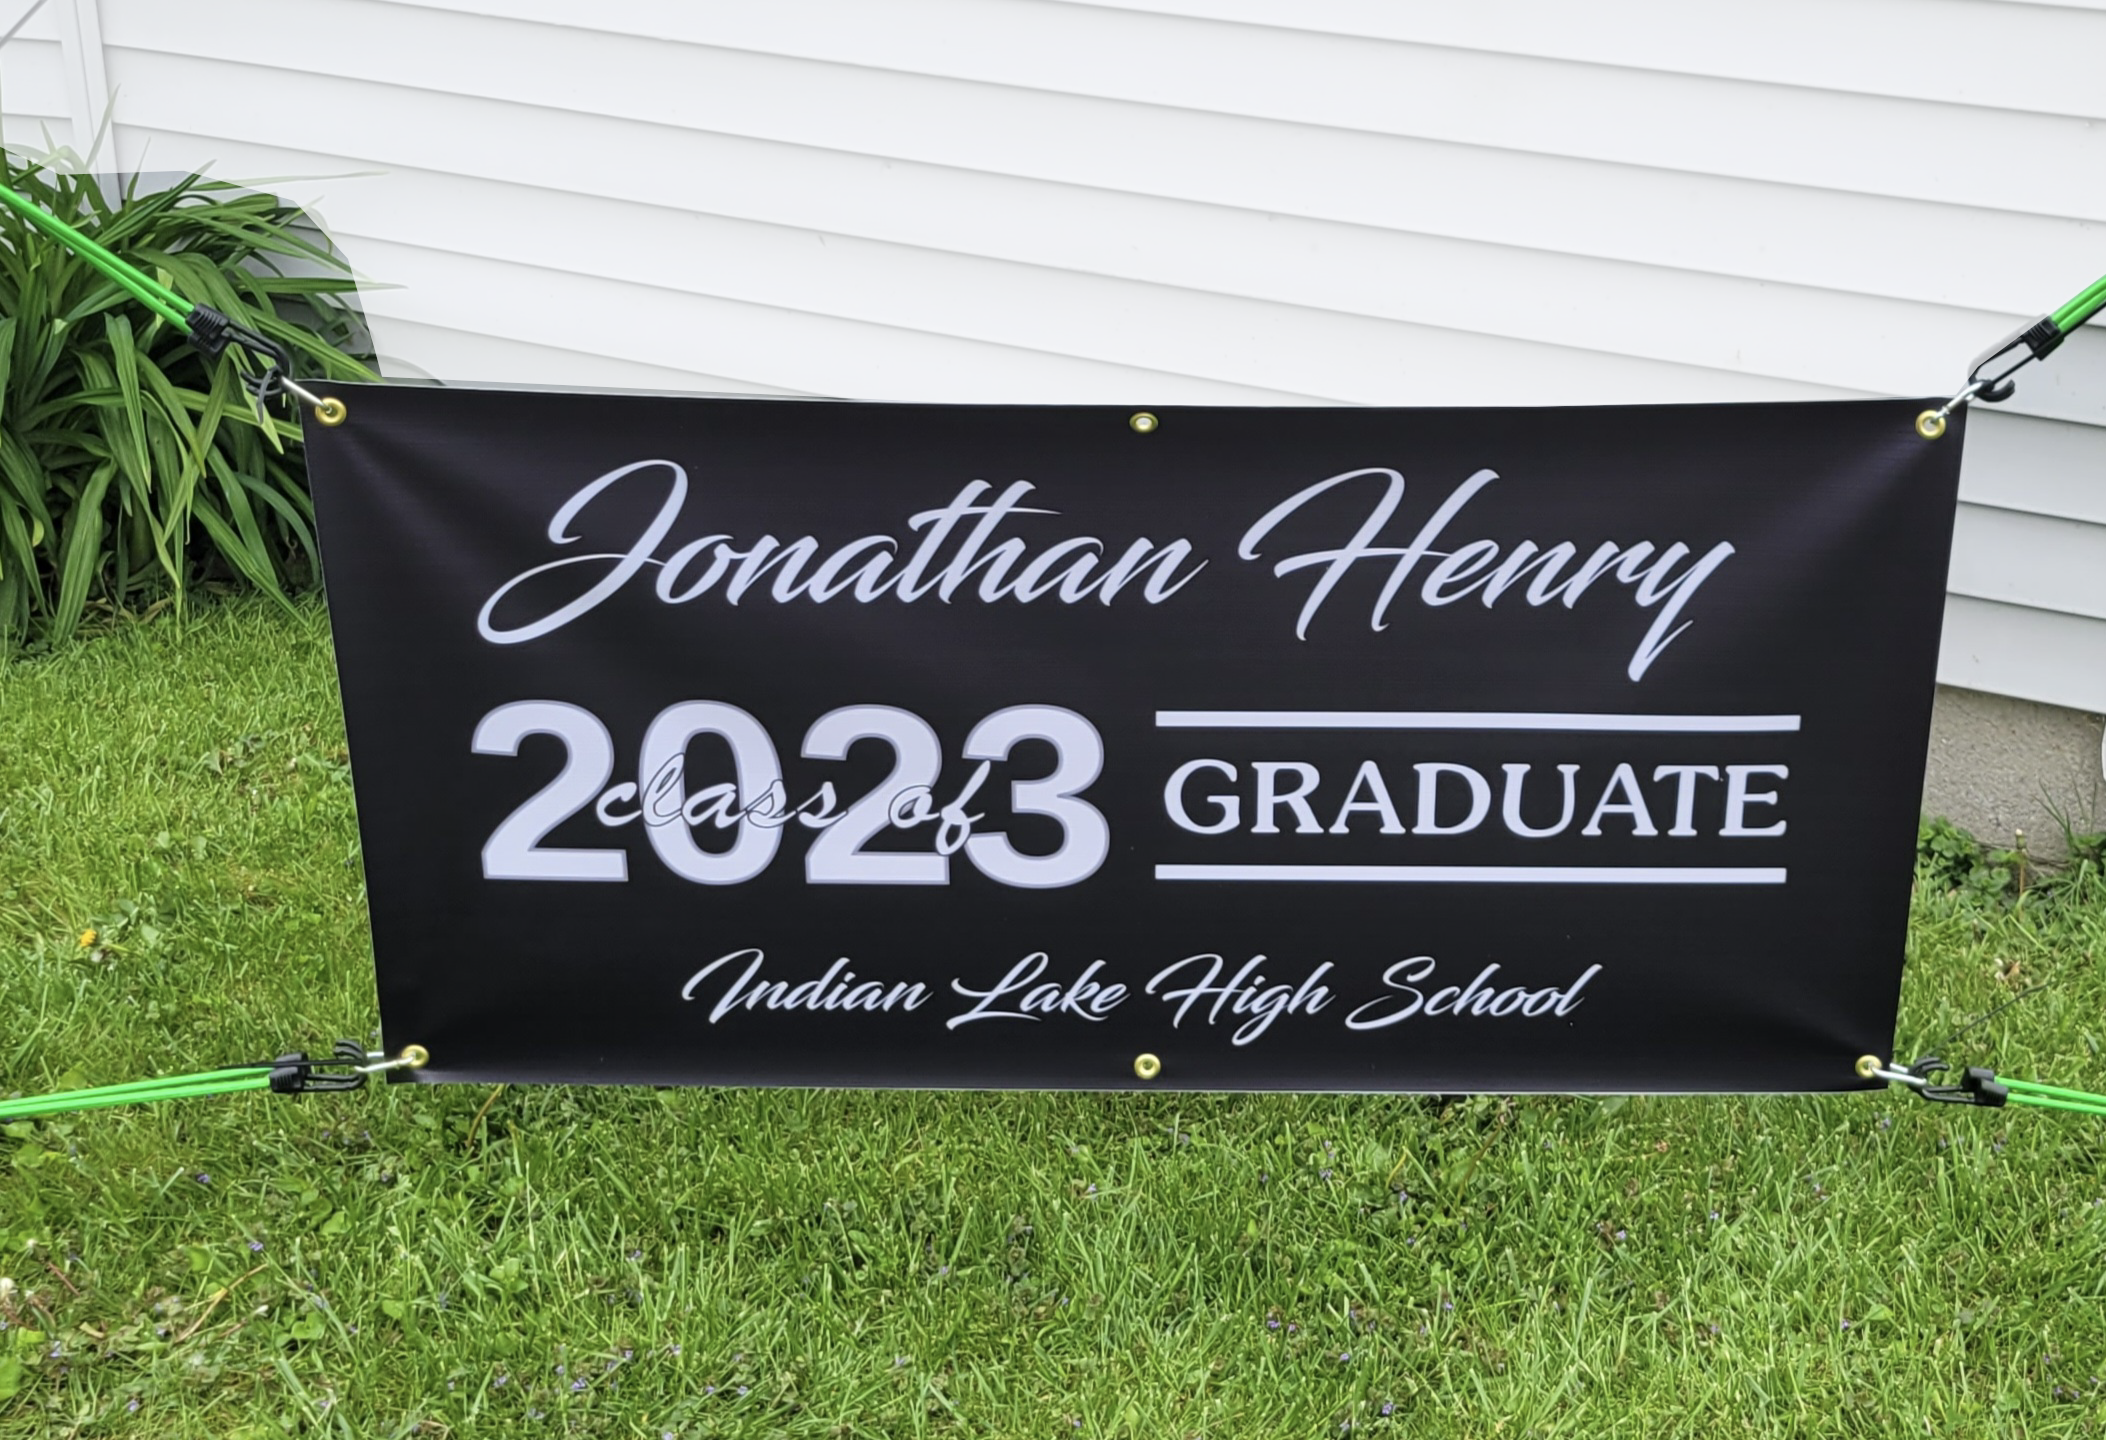 Jonathan Henry
2023
class of
GRADUATE
Indian Lake High School